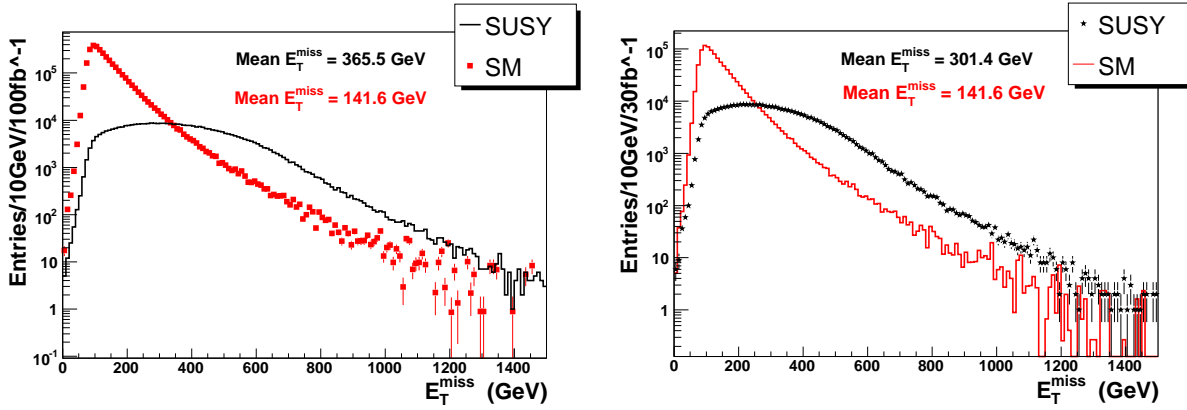 SUSY
SM
Mean E_T^miss = 365.5 GeV
Mean E_T^miss = 141.6 GeV
Entries/10GeV/100fb^-1
10^5
10^4
10^3
10^2
10
1
10^-1
0 200 400 600 800 1000 1200 1400
E_T^miss (GeV)
SUSY
SM
Mean E_T^miss = 301.4 GeV
Mean E_T^miss = 141.6 GeV
Entries/10GeV/30fb^-1
10^5
10^4
10^3
10^2
10
1
0 200 400 600 800 1000 1200 1400
E_T^miss (GeV)